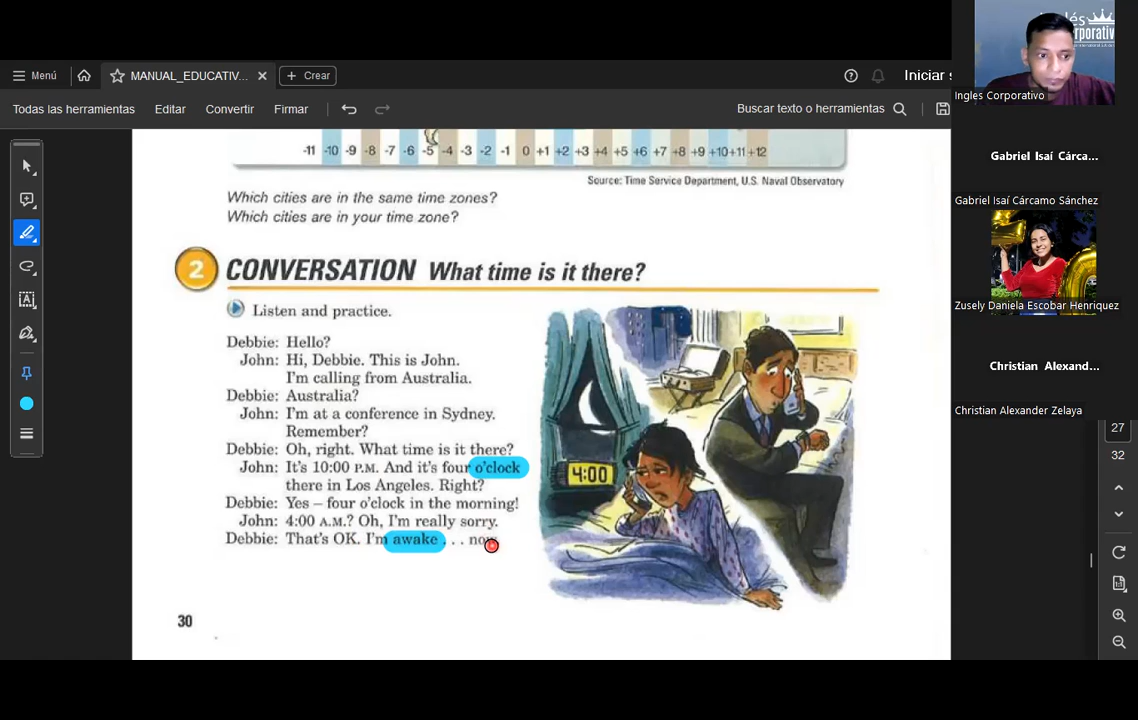 Menú
MANUAL_EDUCATIV...
Crear
Iniciar s
Todas las herramientas
Editar
Convertir
Firmar
Buscar texto o herramientas
-11 -10 -9 -8 -7 -6 -5 -4 -3 -2 -1 0 +1 +2 +3 +4 +5 +6 +7 +8 +9 +10 +11 +12
Source: Time Service Department, U.S. Naval Observatory
Which cities are in the same time zones?
Which cities are in your time zone?
2 CONVERSATION What time is it there?
Listen and practice.
Debbie: Hello?
John: Hi, Debbie. This is John.
I'm calling from Australia.
Debbie: Australia?
John: I'm at a conference in Sydney.
Remember?
Debbie: Oh, right. What time is it there?
John: It's 10:00 P.M. And it's four o'clock
there in Los Angeles. Right?
Debbie: Yes – four o'clock in the morning!
John: 4:00 A.M.? Oh, I'm really sorry.
Debbie: That's OK. I'm awake . . . now
4:00
30
27
32
Ingles Corporativo
Gabriel Isaí Cárca...
Gabriel Isaí Cárcamo Sánchez
Zusely Daniela Escobar Henriquez
Christian Alexand...
Christian Alexander Zelaya